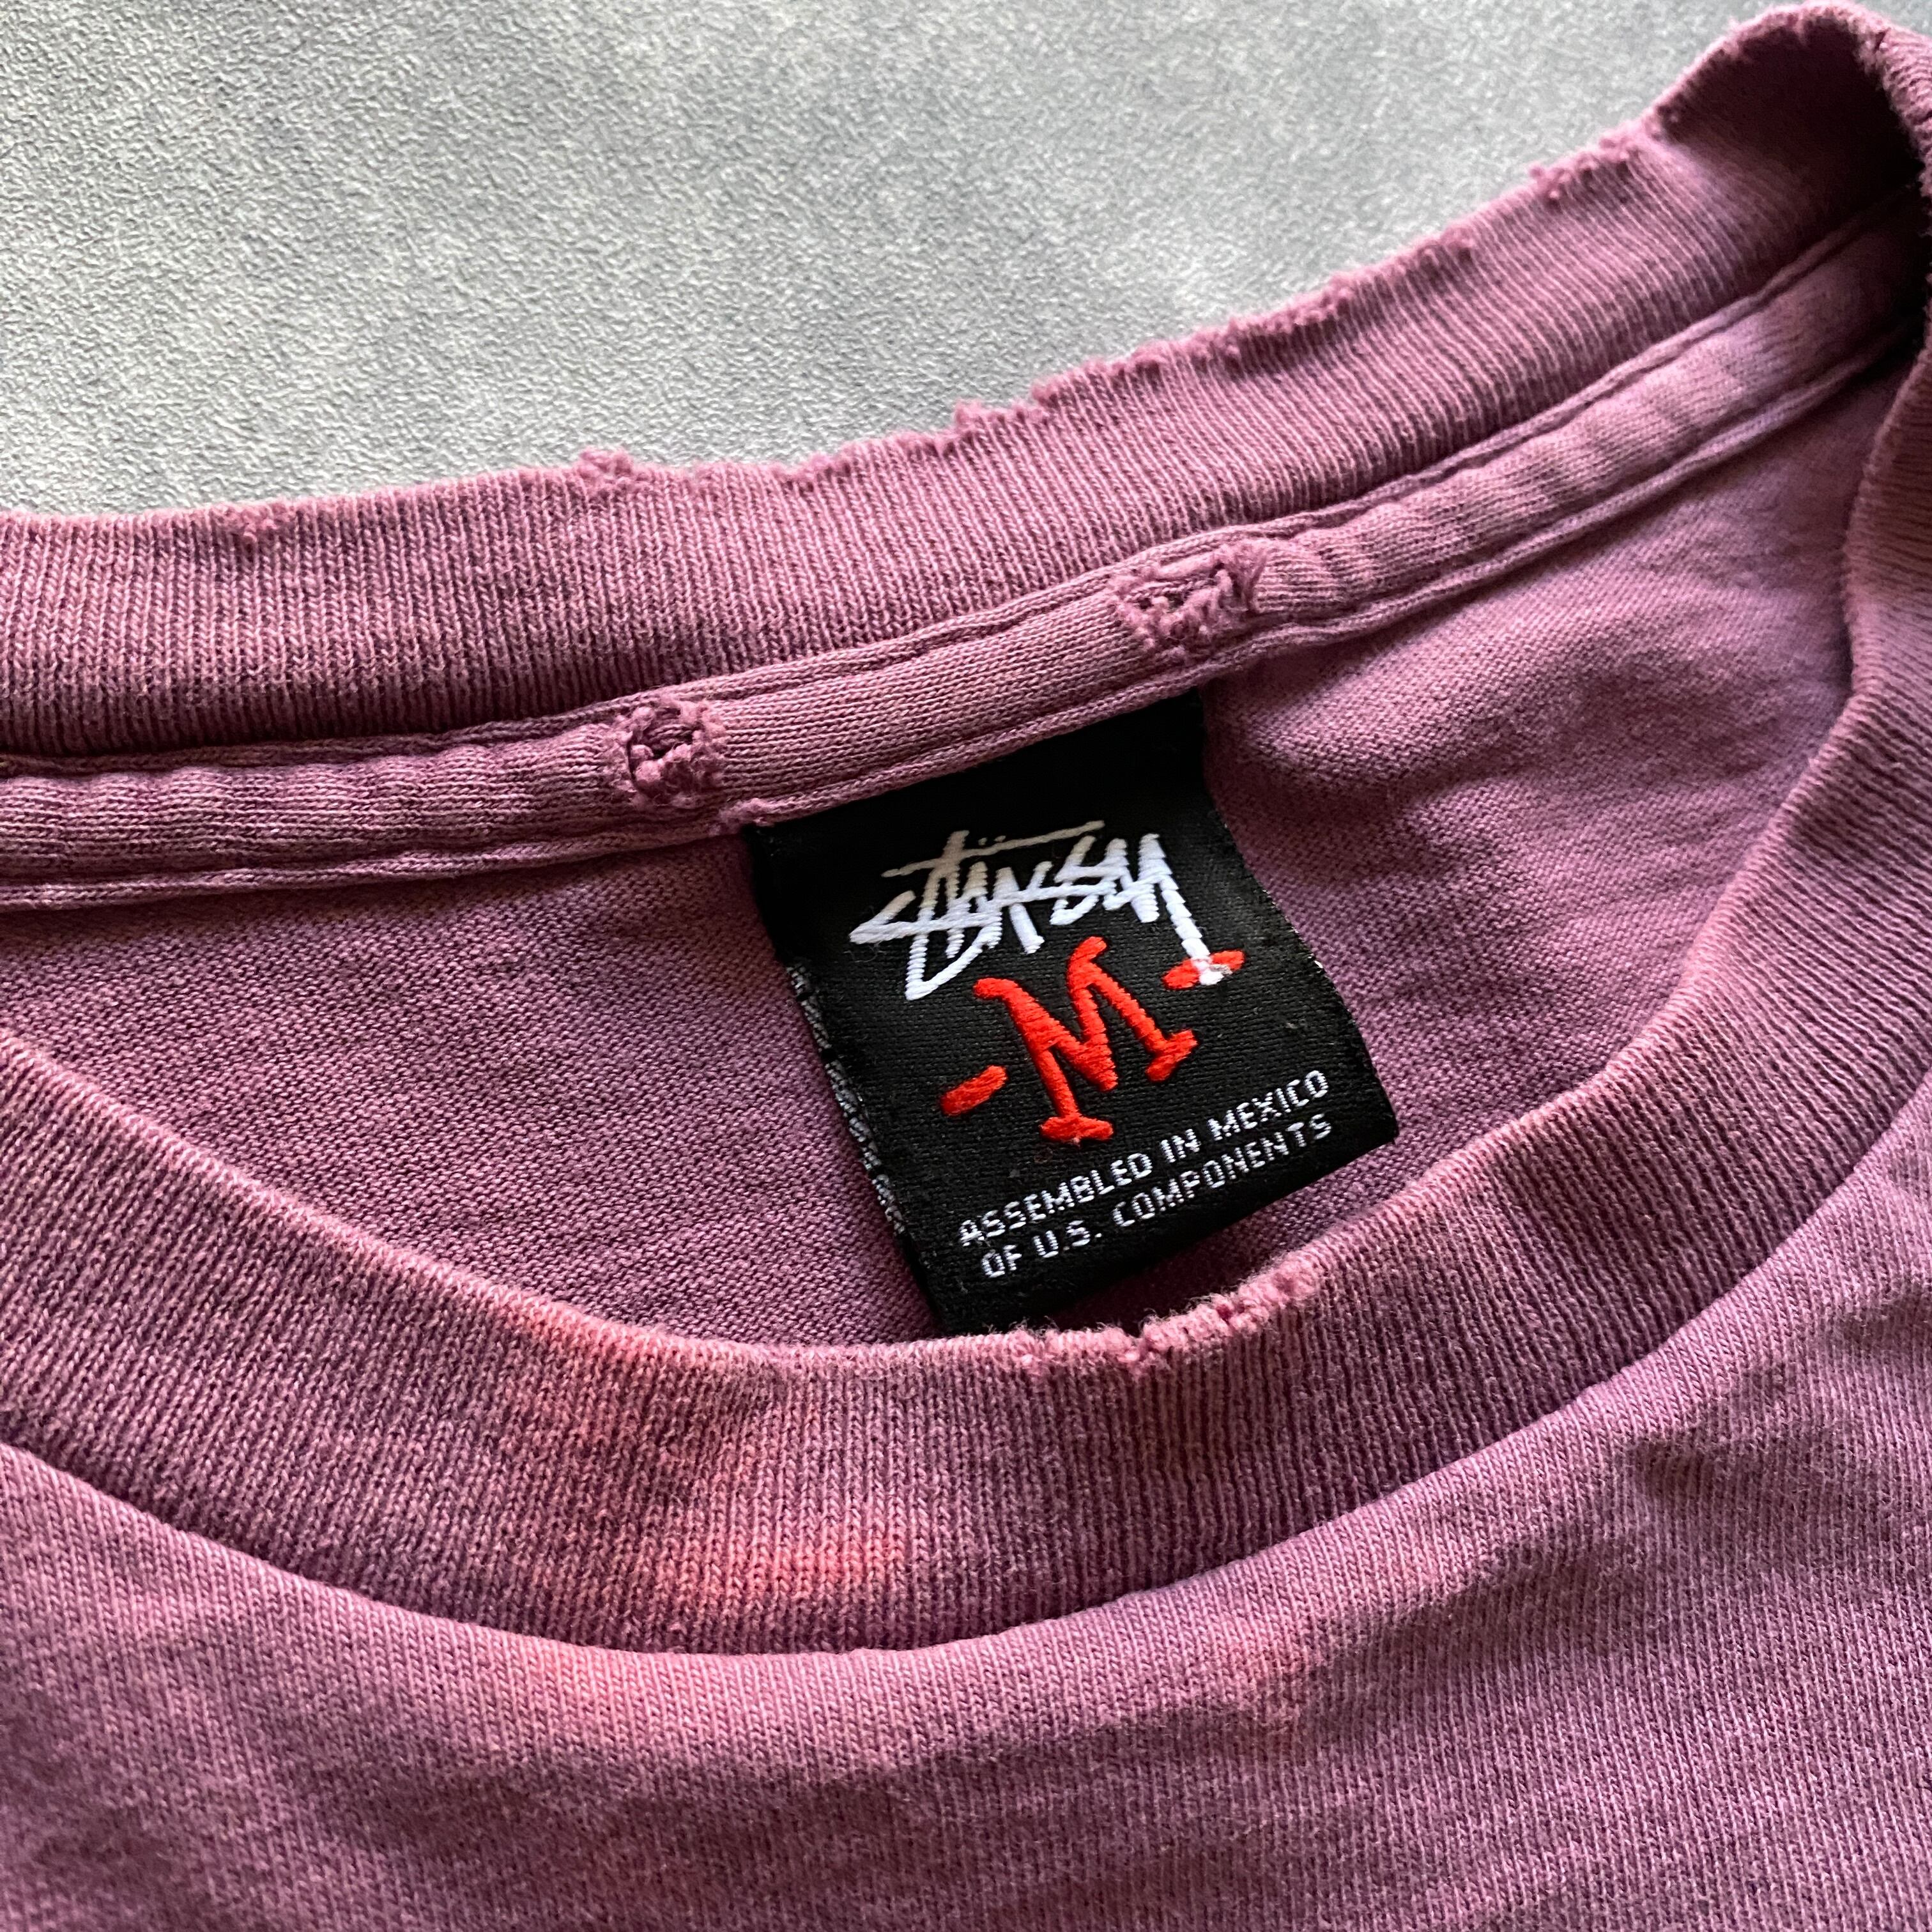 STÜSSY
-M-
ASSEMBLED IN MEXICO
OF U.S. COMPONENTS